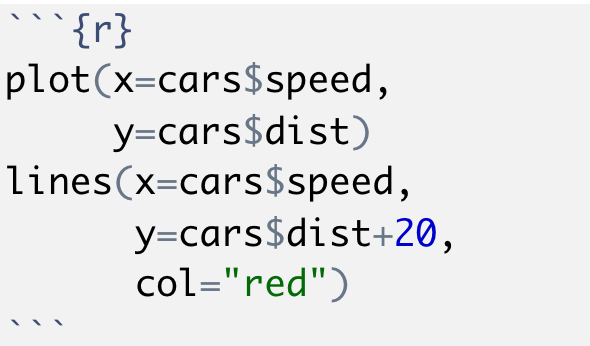 ```{r}
plot(x=cars$speed,
     y=cars$dist)
lines(x=cars$speed,
      y=cars$dist+20,
      col="red")
```